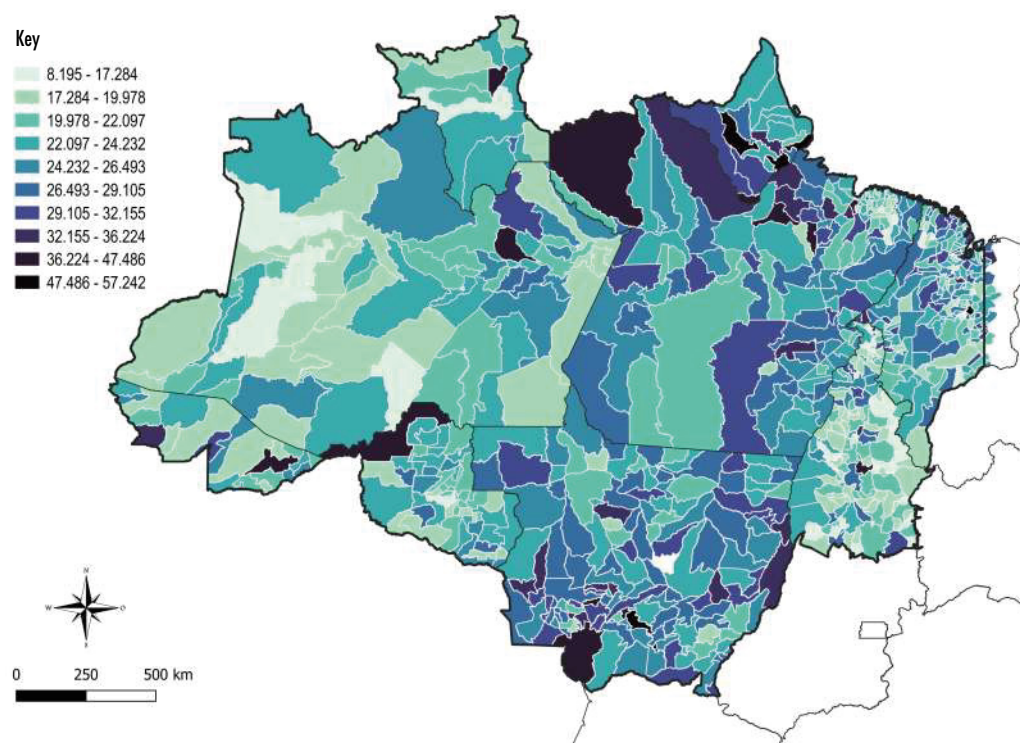 Key
8.195 - 17.284
17.284 - 19.978
19.978 - 22.097
22.097 - 24.232
24.232 - 26.493
26.493 - 29.105
29.105 - 32.155
32.155 - 36.224
36.224 - 47.486
47.486 - 57.242
N
W O
S
0 250 500 km